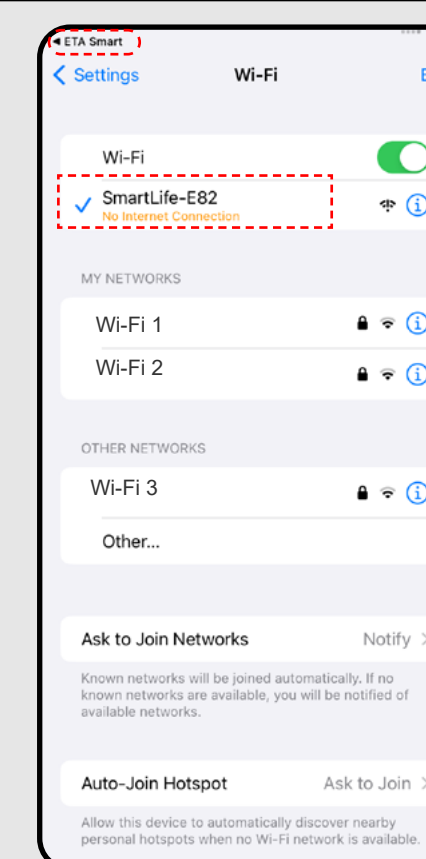 ETA Smart
Settings
Wi-Fi
Wi-Fi
SmartLife-E82
No Internet Connection
MY NETWORKS
Wi-Fi 1
Wi-Fi 2
OTHER NETWORKS
Wi-Fi 3
Other...
Ask to Join Networks
Notify
Known networks will be joined automatically. If no
known networks are available, you will be notified of
available networks.
Auto-Join Hotspot
Ask to Join
Allow this device to automatically discover nearby
personal hotspots when no Wi-Fi network is available.